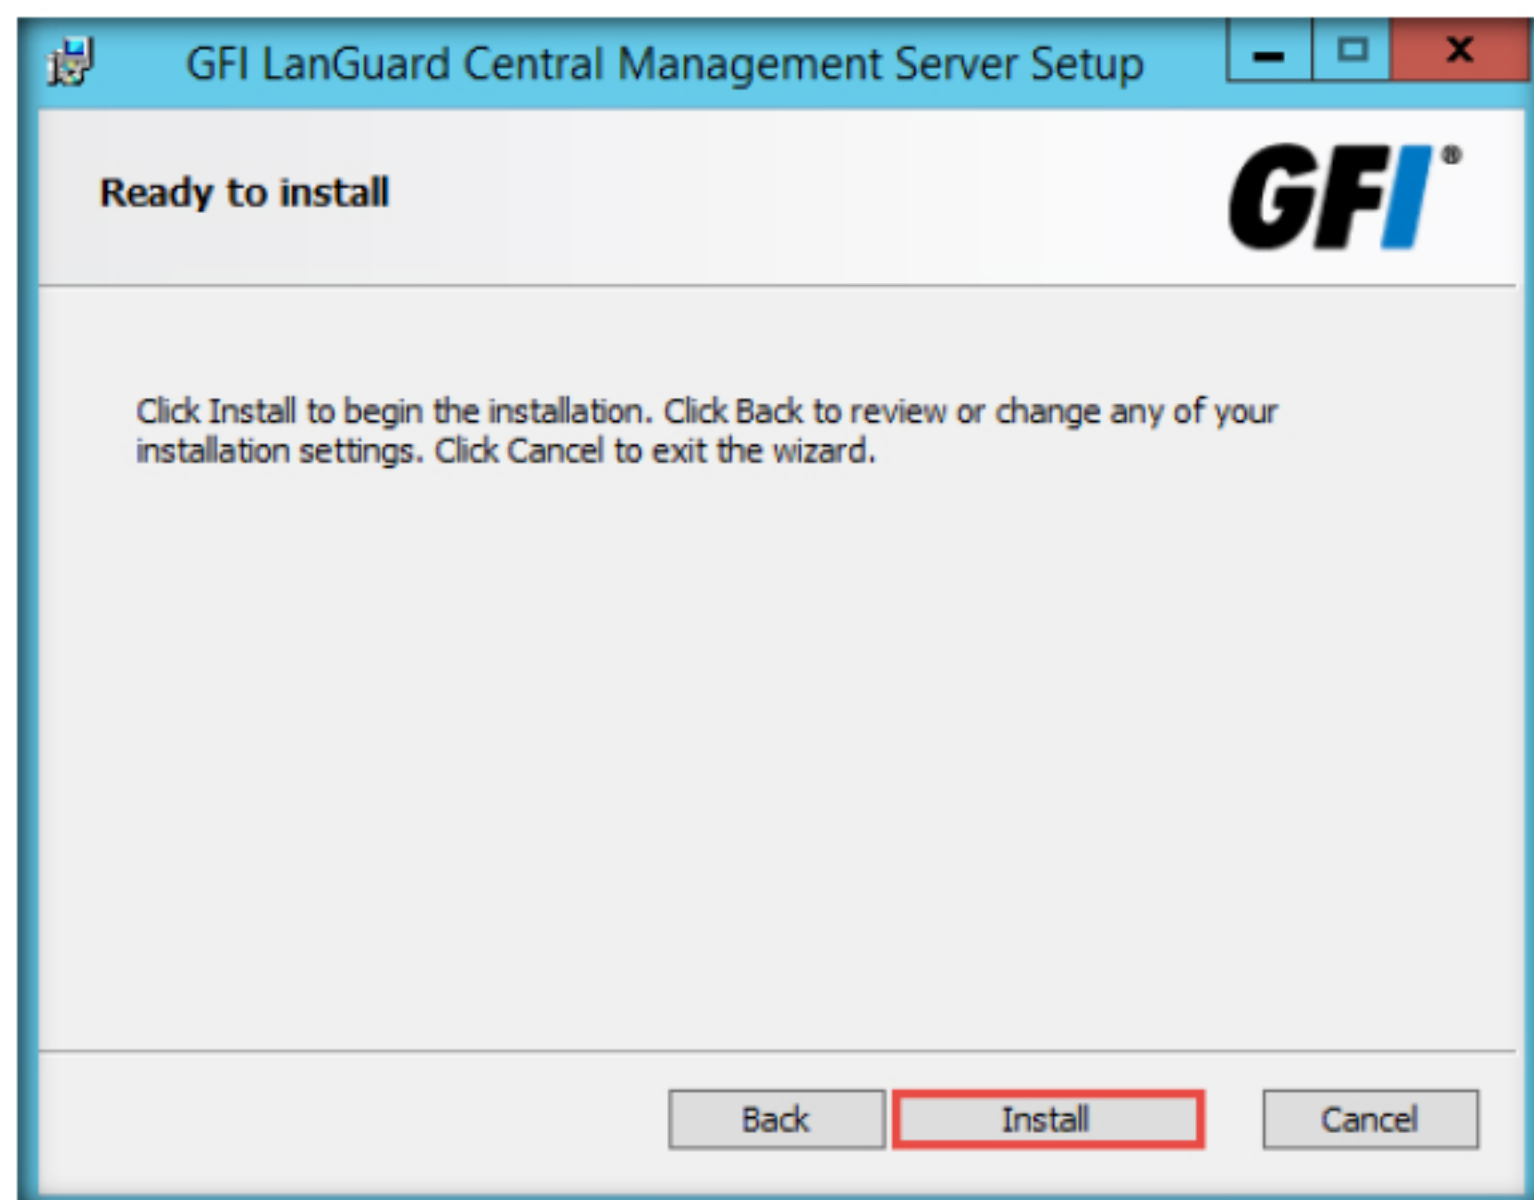 GFI LanGuard Central Management Server Setup
Ready to install
GFI®
Click Install to begin the installation. Click Back to review or change any of your
installation settings. Click Cancel to exit the wizard.
Back
Install
Cancel